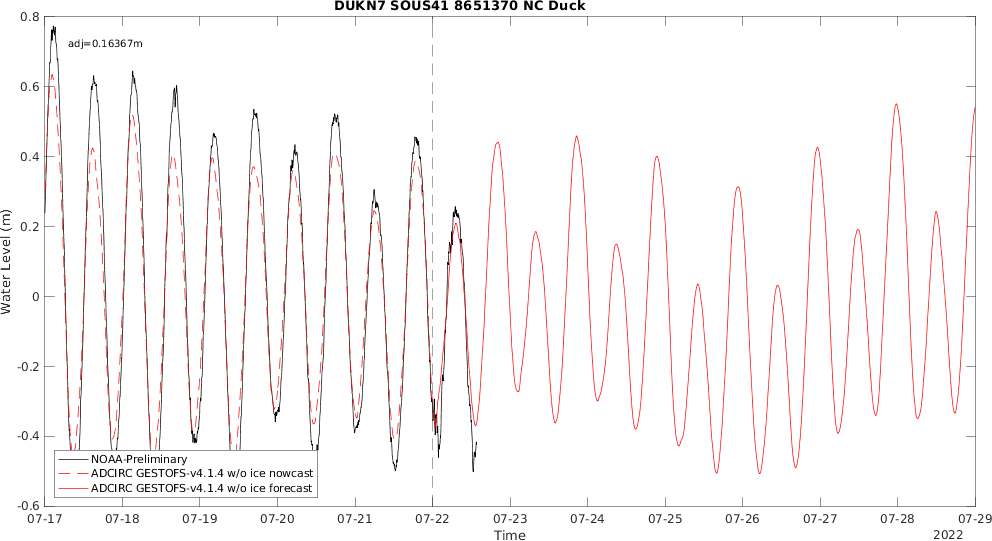 DUKN7 SOUS41 8651370 NC Duck
adj=0.16367m
Water Level (m)
0.8
0.6
0.4
0.2
0
-0.2
-0.4
-0.6
NOAA-Preliminary
ADCIRC GESTOFS-v4.1.4 w/o ice nowcast
ADCIRC GESTOFS-v4.1.4 w/o ice forecast
07-17 07-18 07-19 07-20 07-21 07-22 07-23 07-24 07-25 07-26 07-27 07-28 07-29
Time
2022